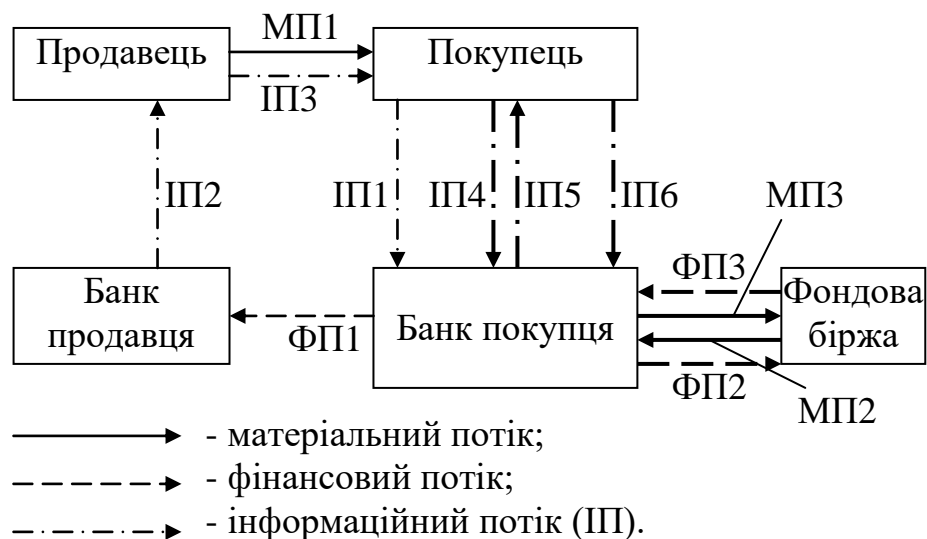 МП1
Продавець
Покупець
ІП3
ІП2
ІП1
ІП4
ІП5
ІП6
МП3
ФП3
Банк
продавця
ФП1
Банк покупця
Фондова
біржа
ФП2
МП2
- матеріальний потік;
- фінансовий потік;
- інформаційний потік (ІП).